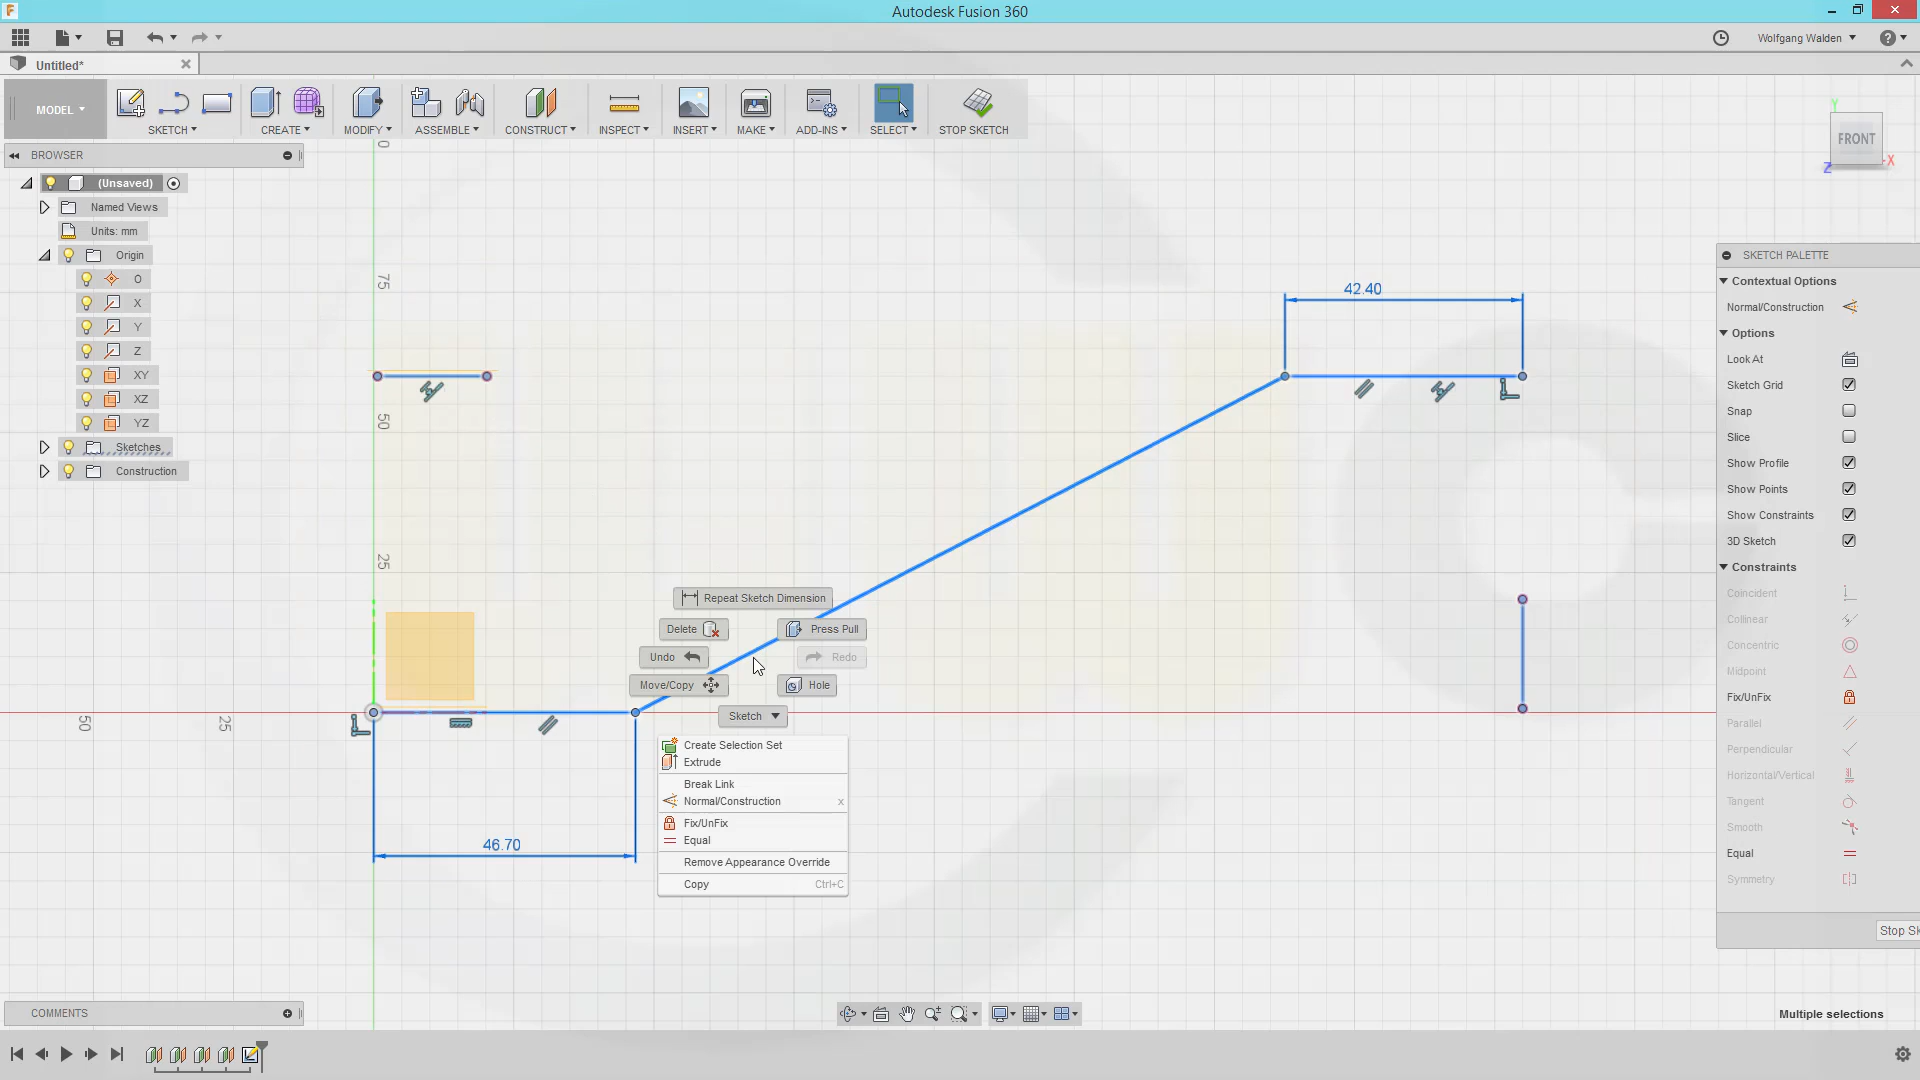 Autodesk Fusion 360
Wolfgang Walden
Untitled*
MODEL
SKETCH
CREATE
MODIFY
ASSEMBLE
CONSTRUCT
INSPECT
INSERT
MAKE
ADD-INS
SELECT
STOP SKETCH
BROWSER
(Unsaved)
Named Views
Units: mm
Origin
O
X
Y
Z
XY
XZ
YZ
Sketches
Construction
Y
FRONT
X
Z
0
75
50
25
50
25
42.40
46.70
Repeat Sketch Dimension
Delete
Press Pull
Undo
Redo
Move/Copy
Hole
Sketch
Create Selection Set
Extrude
Break Link
Normal/Construction x
Fix/UnFix
Equal
Remove Appearance Override
Copy Ctrl+C
SKETCH PALETTE
Contextual Options
Normal/Construction
Options
Look At
Sketch Grid
Snap
Slice
Show Profile
Show Points
Show Constraints
3D Sketch
Constraints
Coincident
Collinear
Concentric
Midpoint
Fix/UnFix
Parallel
Perpendicular
Horizontal/Vertical
Tangent
Smooth
Equal
Symmetry
Stop Sk
COMMENTS
Multiple selections